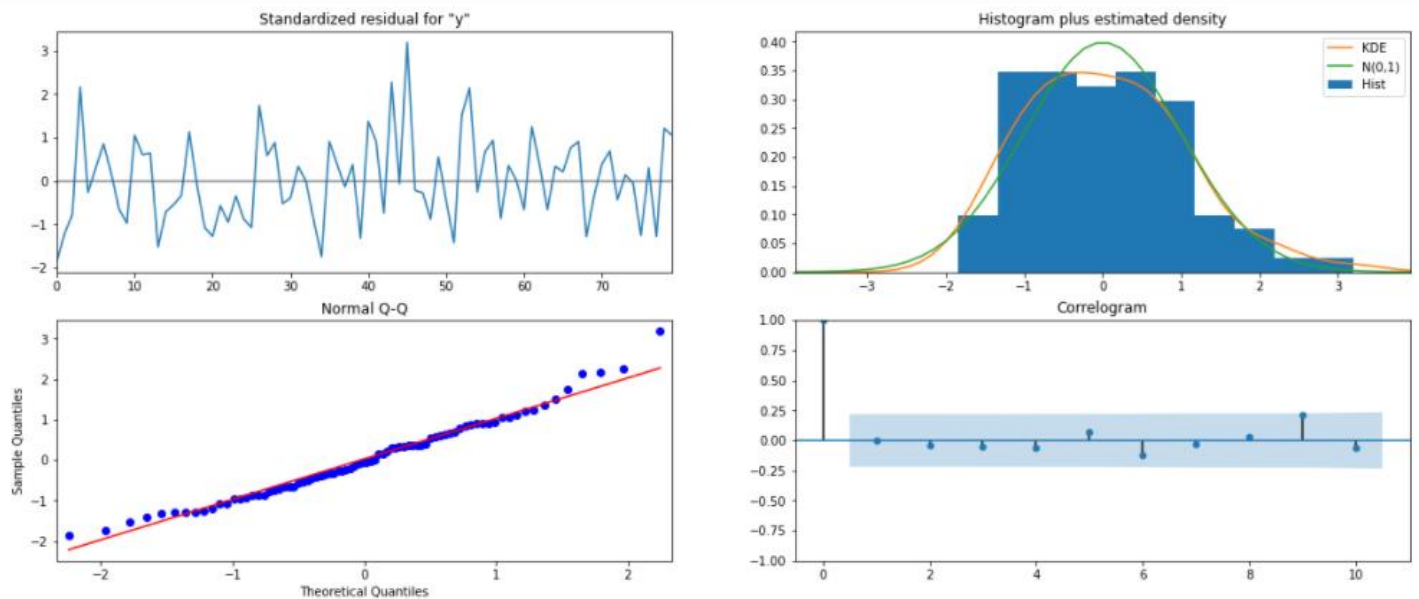 Standardized residual for "y"
3
2
1
0
−1
−2
0 10 20 30 40 50 60 70
Histogram plus estimated density
0.40
0.35
0.30
0.25
0.20
0.15
0.10
0.05
0.00
KDE
N(0,1)
Hist
−3 −2 −1 0 1 2 3
Normal Q-Q
Sample Quantiles
3
2
1
0
−1
−2
−2 −1 0 1 2
Theoretical Quantiles
Correlogram
1.00
0.75
0.50
0.25
0.00
−0.25
−0.50
−0.75
−1.00
0 2 4 6 8 10